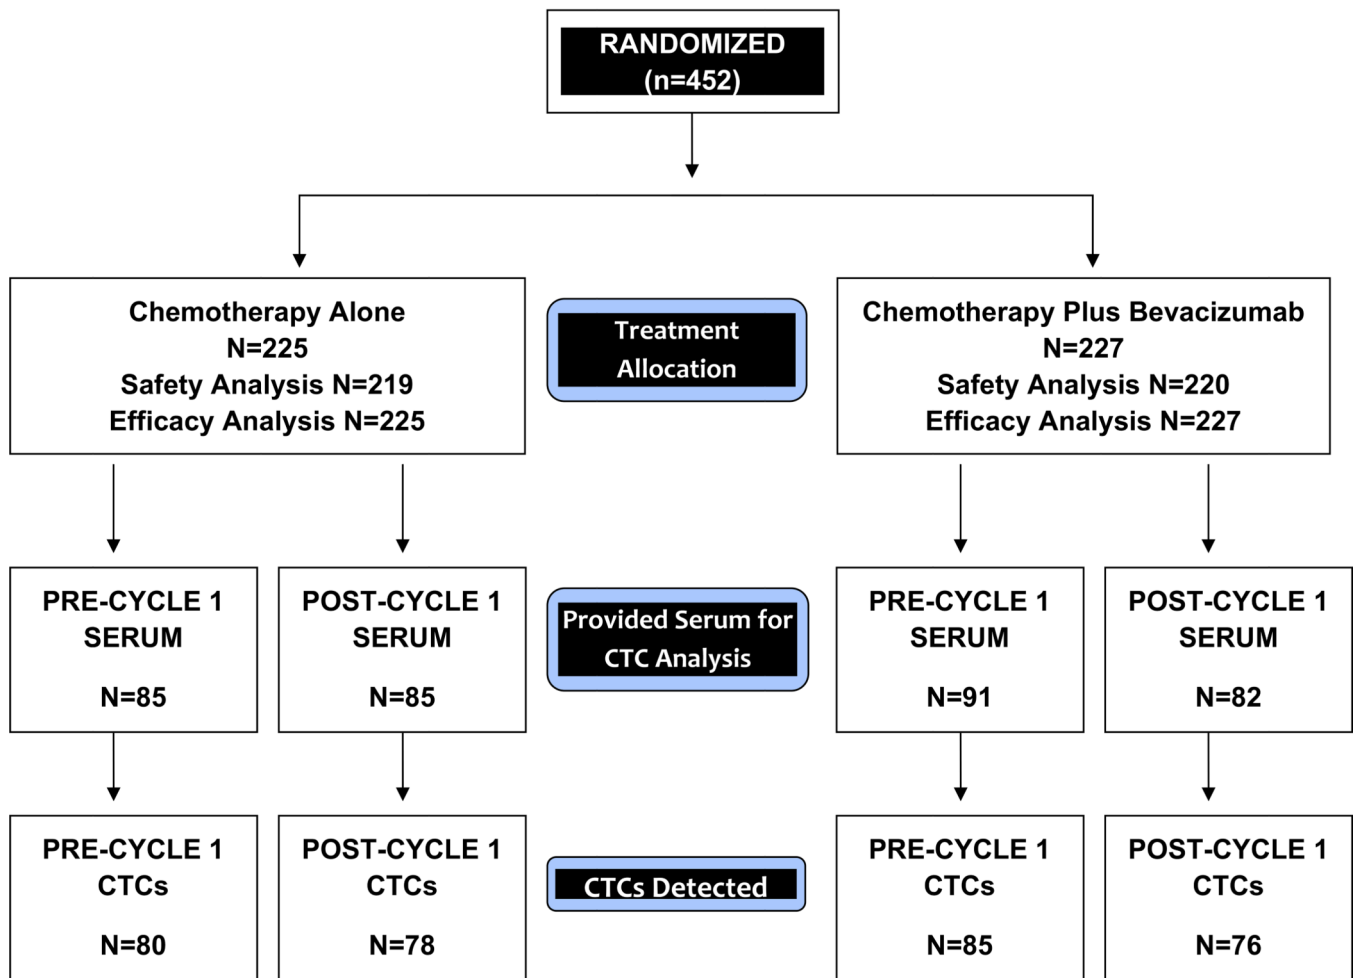 RANDOMIZED
(n=452)
Chemotherapy Alone
N=225
Safety Analysis N=219
Efficacy Analysis N=225
Treatment
Allocation
Chemotherapy Plus Bevacizumab
N=227
Safety Analysis N=220
Efficacy Analysis N=227
PRE-CYCLE 1
SERUM
N=85
POST-CYCLE 1
SERUM
N=85
Provided Serum for
CTC Analysis
PRE-CYCLE 1
SERUM
N=91
POST-CYCLE 1
SERUM
N=82
PRE-CYCLE 1
CTCs
N=80
POST-CYCLE 1
CTCs
N=78
CTCs Detected
PRE-CYCLE 1
CTCs
N=85
POST-CYCLE 1
CTCs
N=76